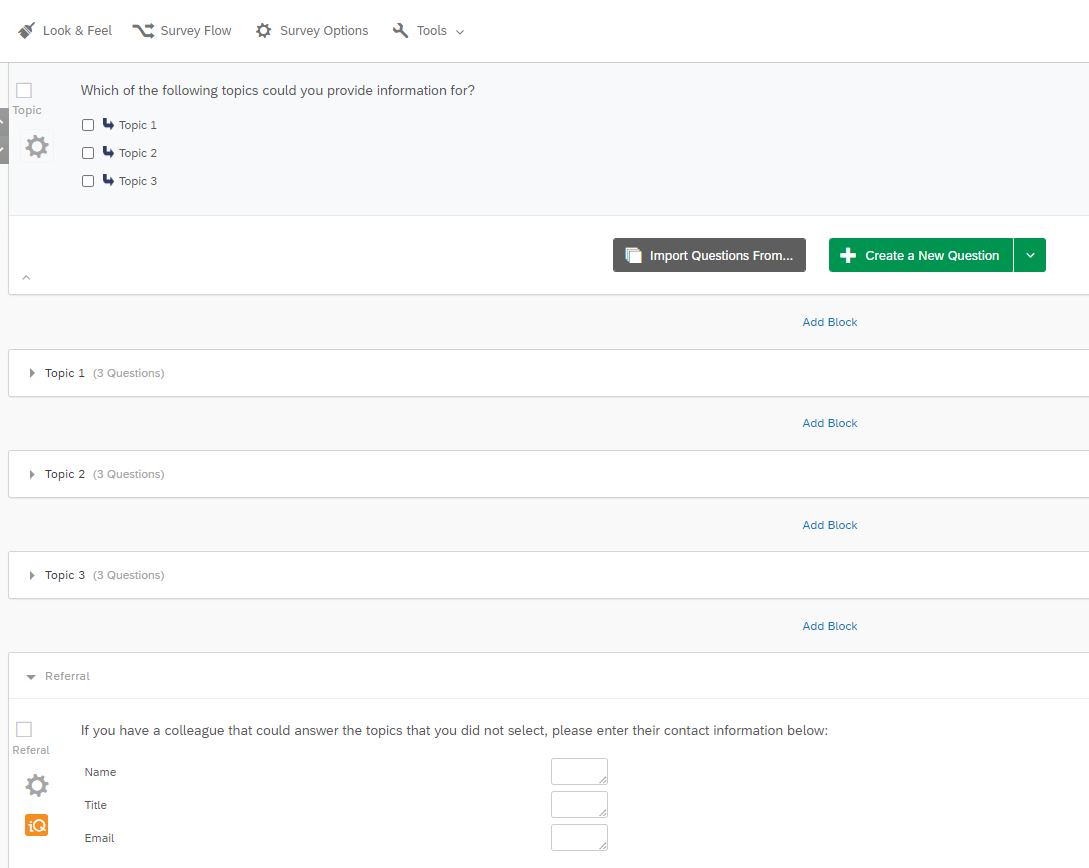 Look & Feel Survey Flow Survey Options Tools
Which of the following topics could you provide information for?
Topic
Topic 1
Topic 2
Topic 3
Import Questions From... Create a New Question
Add Block
Topic 1 (3 Questions)
Add Block
Topic 2 (3 Questions)
Add Block
Topic 3 (3 Questions)
Add Block
Referral
If you have a colleague that could answer the topics that you did not select, please enter their contact information below:
Referal
Name
Title
iQ
Email